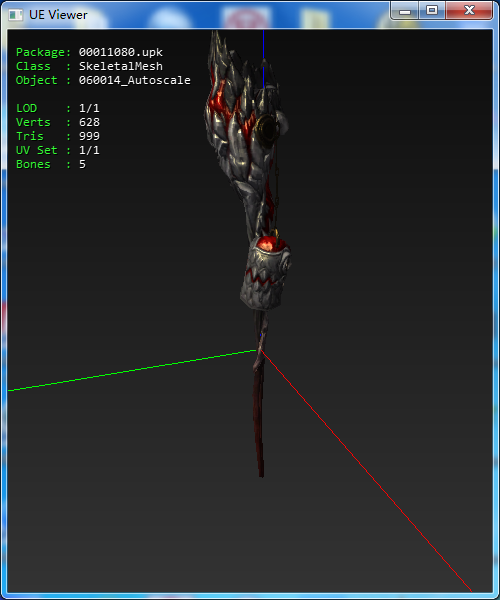 UE Viewer
Package: 00011080.upk
Class : SkeletalMesh
Object : 060014_Autoscale
LOD : 1/1
Verts : 628
Tris : 999
UV Set : 1/1
Bones : 5